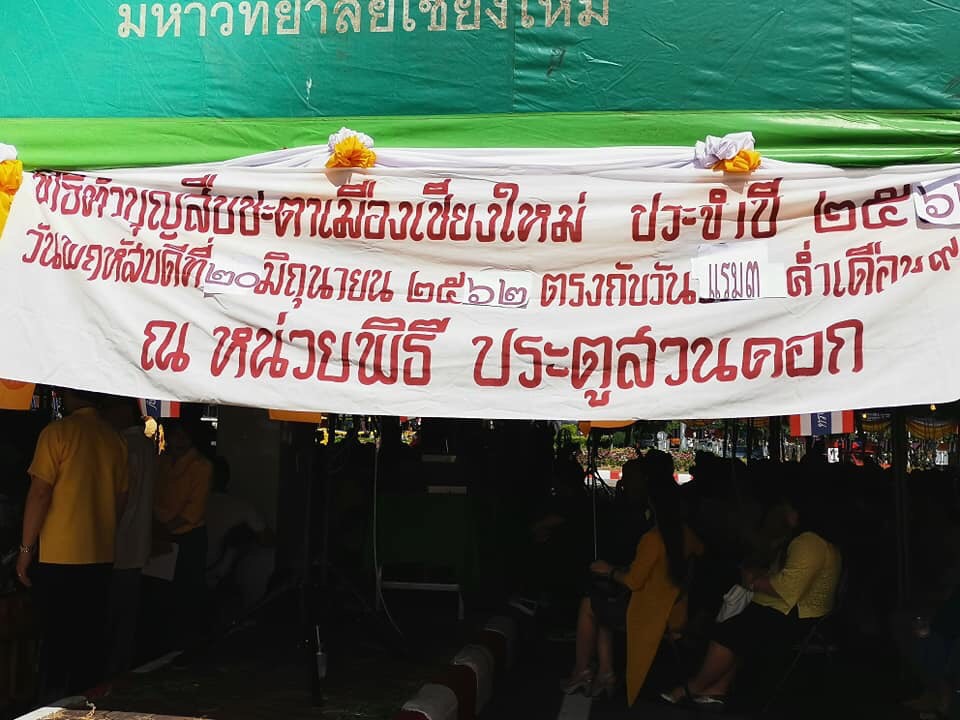 มหาวิทยาลัยเชียงใหม่
พิธีทำบุญสืบชะตาเมืองเชียงใหม่ ประจำปี ๒๕๖๒
วันพฤหัสบดีที่ ๒๐ มิถุนายน ๒๕๖๒ ตรงกับวัน แรม๓ ค่ำเดือน ๙
ณ หน่วยพิธี ประตูสวนดอก